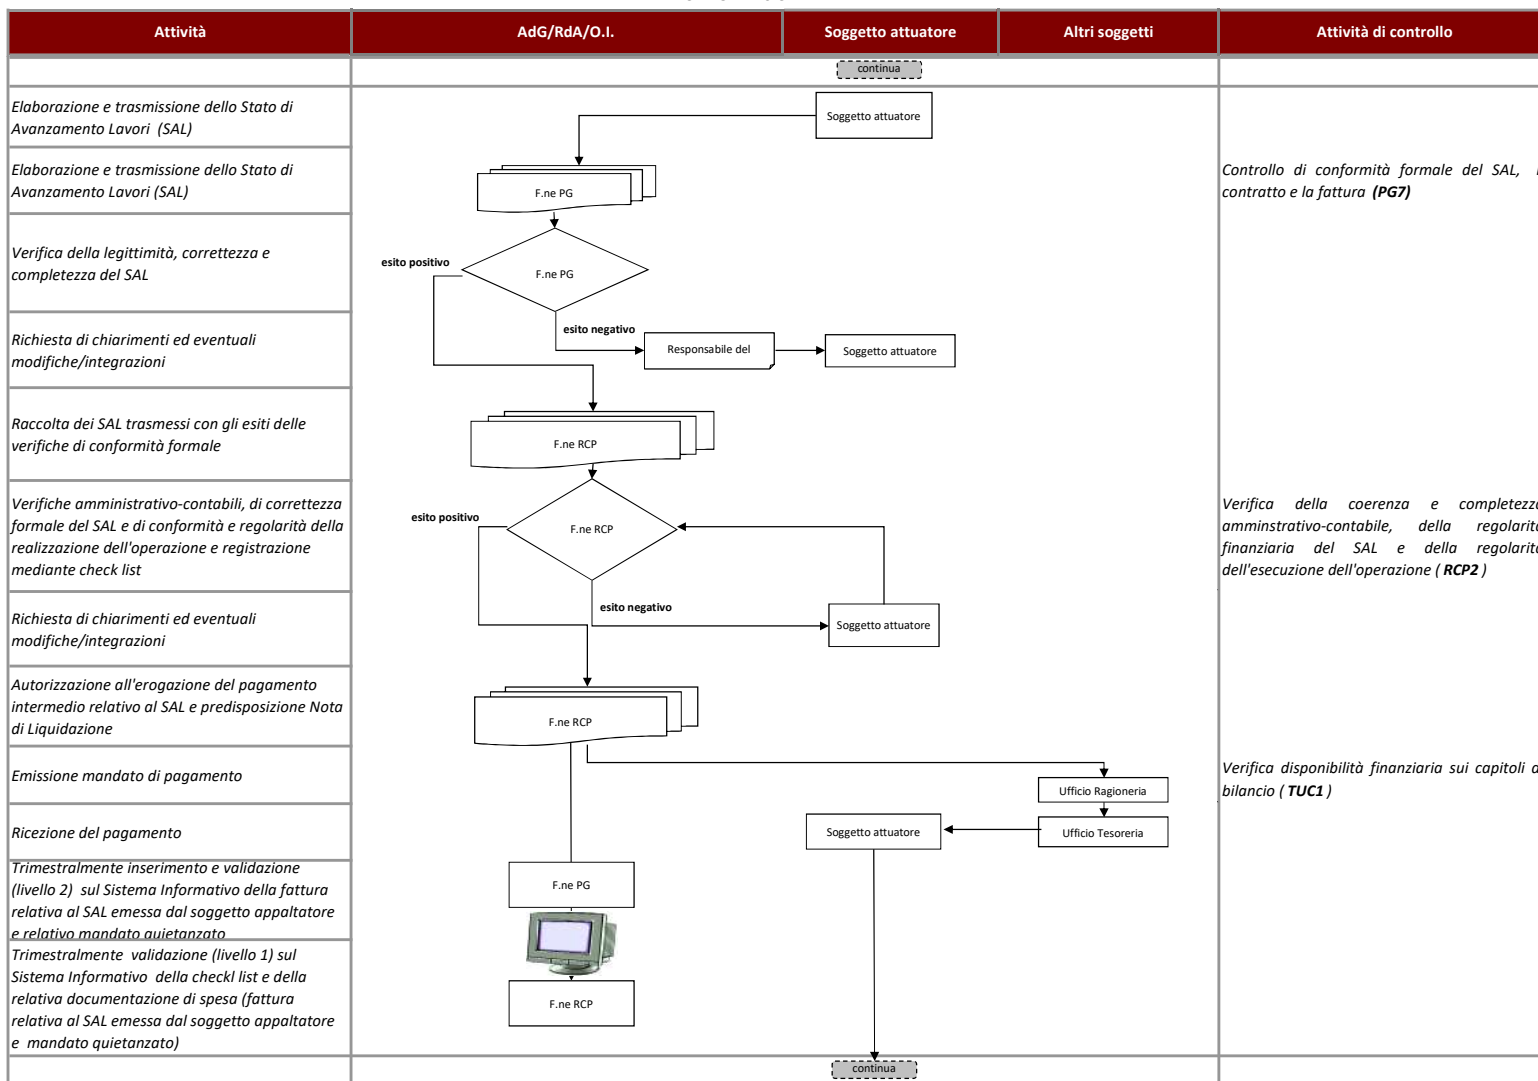 Attività
AdG/RdA/O.I.
Soggetto attuatore
Altri soggetti
Attività di controllo
continua
Elaborazione e trasmissione dello Stato di
Avanzamento Lavori (SAL)
Soggetto attuatore
Elaborazione e trasmissione dello Stato di
Avanzamento Lavori (SAL)
F.ne PG
Controllo di conformità formale del SAL,
contratto e la fattura (PG7)
Verifica della legittimità, correttezza e
completezza del SAL
esito positivo
F.ne PG
esito negativo
Richiesta di chiarimenti ed eventuali
modifiche/integrazioni
Responsabile del
Soggetto attuatore
Raccolta dei SAL trasmessi con gli esiti delle
verifiche di conformità formale
F.ne RCP
Verifiche amministrativo-contabili, di correttezza
formale del SAL e di conformità e regolarità della
realizzazione dell'operazione e registrazione
mediante check list
esito positivo
F.ne RCP
esito negativo
Verifica della coerenza e completezza
amminstrativo-contabile, della regolarità
finanziaria del SAL e della regolarità
dell'esecuzione dell'operazione ( RCP2 )
Richiesta di chiarimenti ed eventuali
modifiche/integrazioni
Soggetto attuatore
Autorizzazione all'erogazione del pagamento
intermedio relativo al SAL e predisposizione Nota
di Liquidazione
F.ne RCP
Emissione mandato di pagamento
Ufficio Ragioneria
Verifica disponibilità finanziaria sui capitoli
bilancio ( TUC1 )
Ricezione del pagamento
Soggetto attuatore
Ufficio Tesoreria
Trimestralmente inserimento e validazione
(livello 2) sul Sistema Informativo della fattura
relativa al SAL emessa dal soggetto appaltatore
e relativo mandato quietanzato
F.ne PG
Trimestralmente validazione (livello 1) sul
Sistema Informativo della checkl list e della
relativa documentazione di spesa (fattura
relativa al SAL emessa dal soggetto appaltatore
e mandato quietanzato)
F.ne RCP
continua